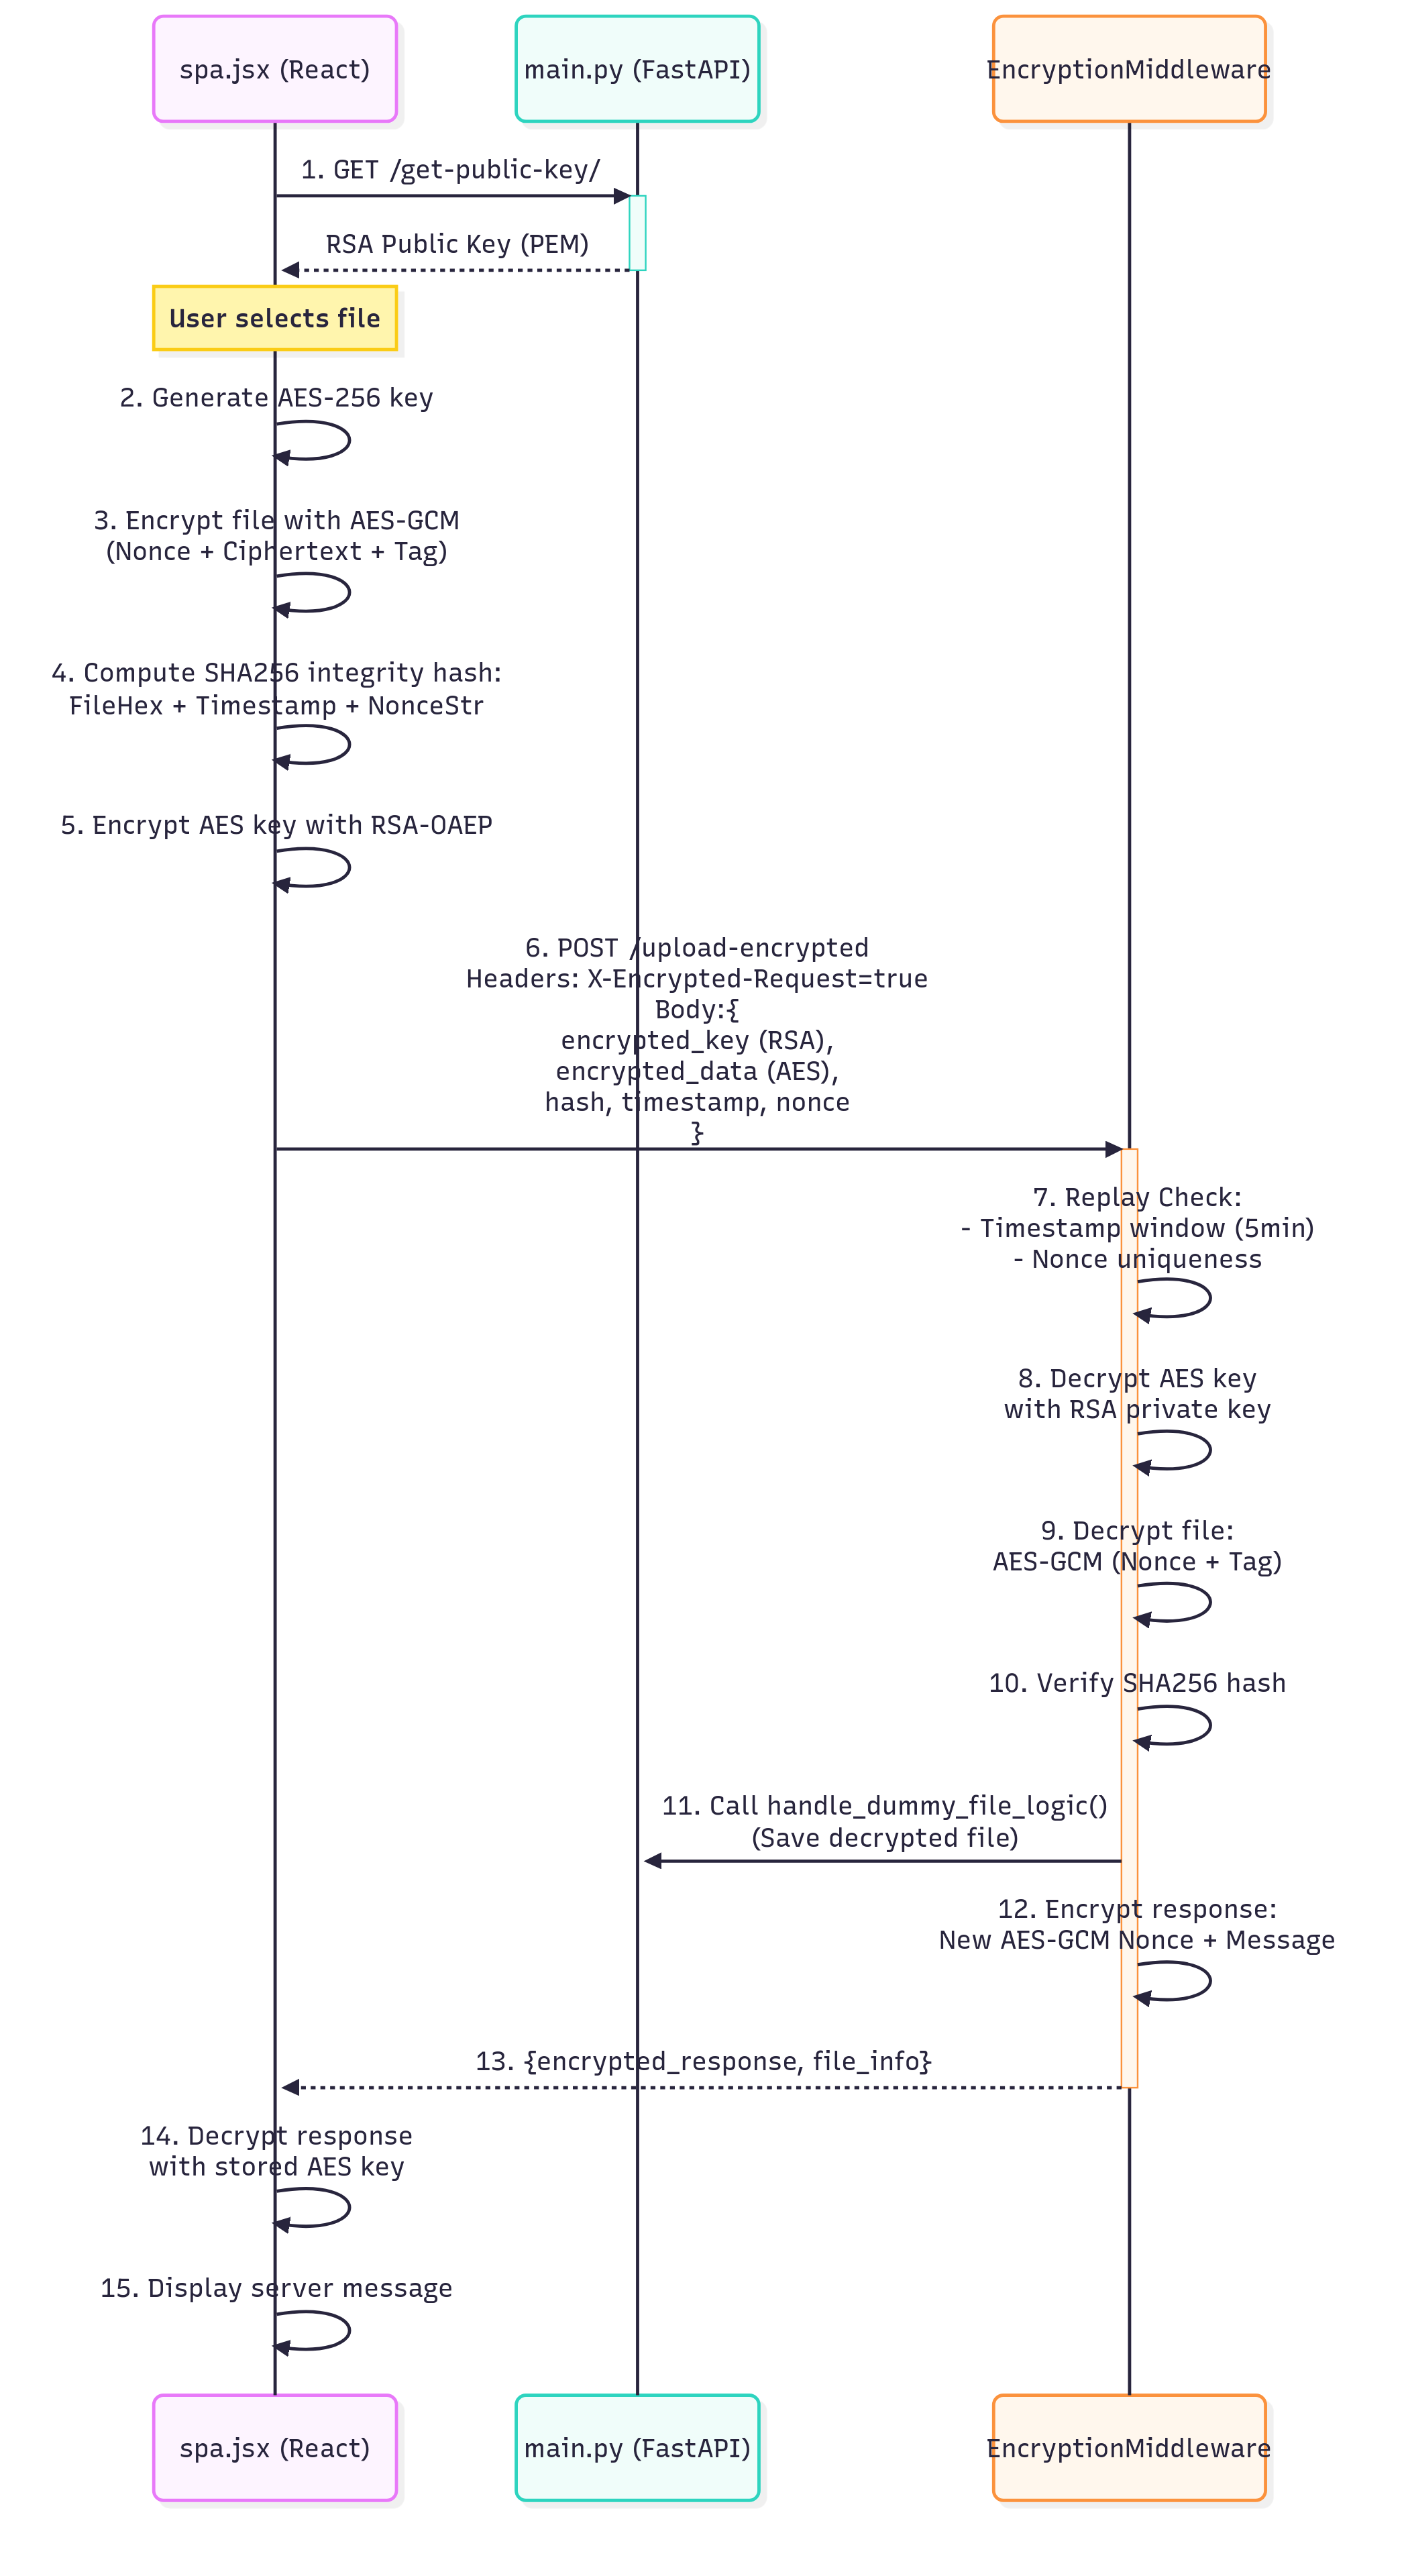 spa.jsx (React)
main.py (FastAPI)
EncryptionMiddleware
1. GET /get-public-key/
RSA Public Key (PEM)
User selects file
2. Generate AES-256 key
3. Encrypt file with AES-GCM
(Nonce + Ciphertext + Tag)
4. Compute SHA256 integrity hash:
FileHex + Timestamp + NonceStr
5. Encrypt AES key with RSA-OAEP
6. POST /upload-encrypted
Headers: X-Encrypted-Request=true
Body:{
encrypted_key (RSA),
encrypted_data (AES),
hash, timestamp, nonce
}
7. Replay Check:
- Timestamp window (5min)
- Nonce uniqueness
8. Decrypt AES key
with RSA private key
9. Decrypt file:
AES-GCM (Nonce + Tag)
10. Verify SHA256 hash
11. Call handle_dummy_file_logic()
(Save decrypted file)
12. Encrypt response:
New AES-GCM Nonce + Message
13. {encrypted_response, file_info}
14. Decrypt response
with stored AES key
15. Display server message
spa.jsx (React)
main.py (FastAPI)
EncryptionMiddleware